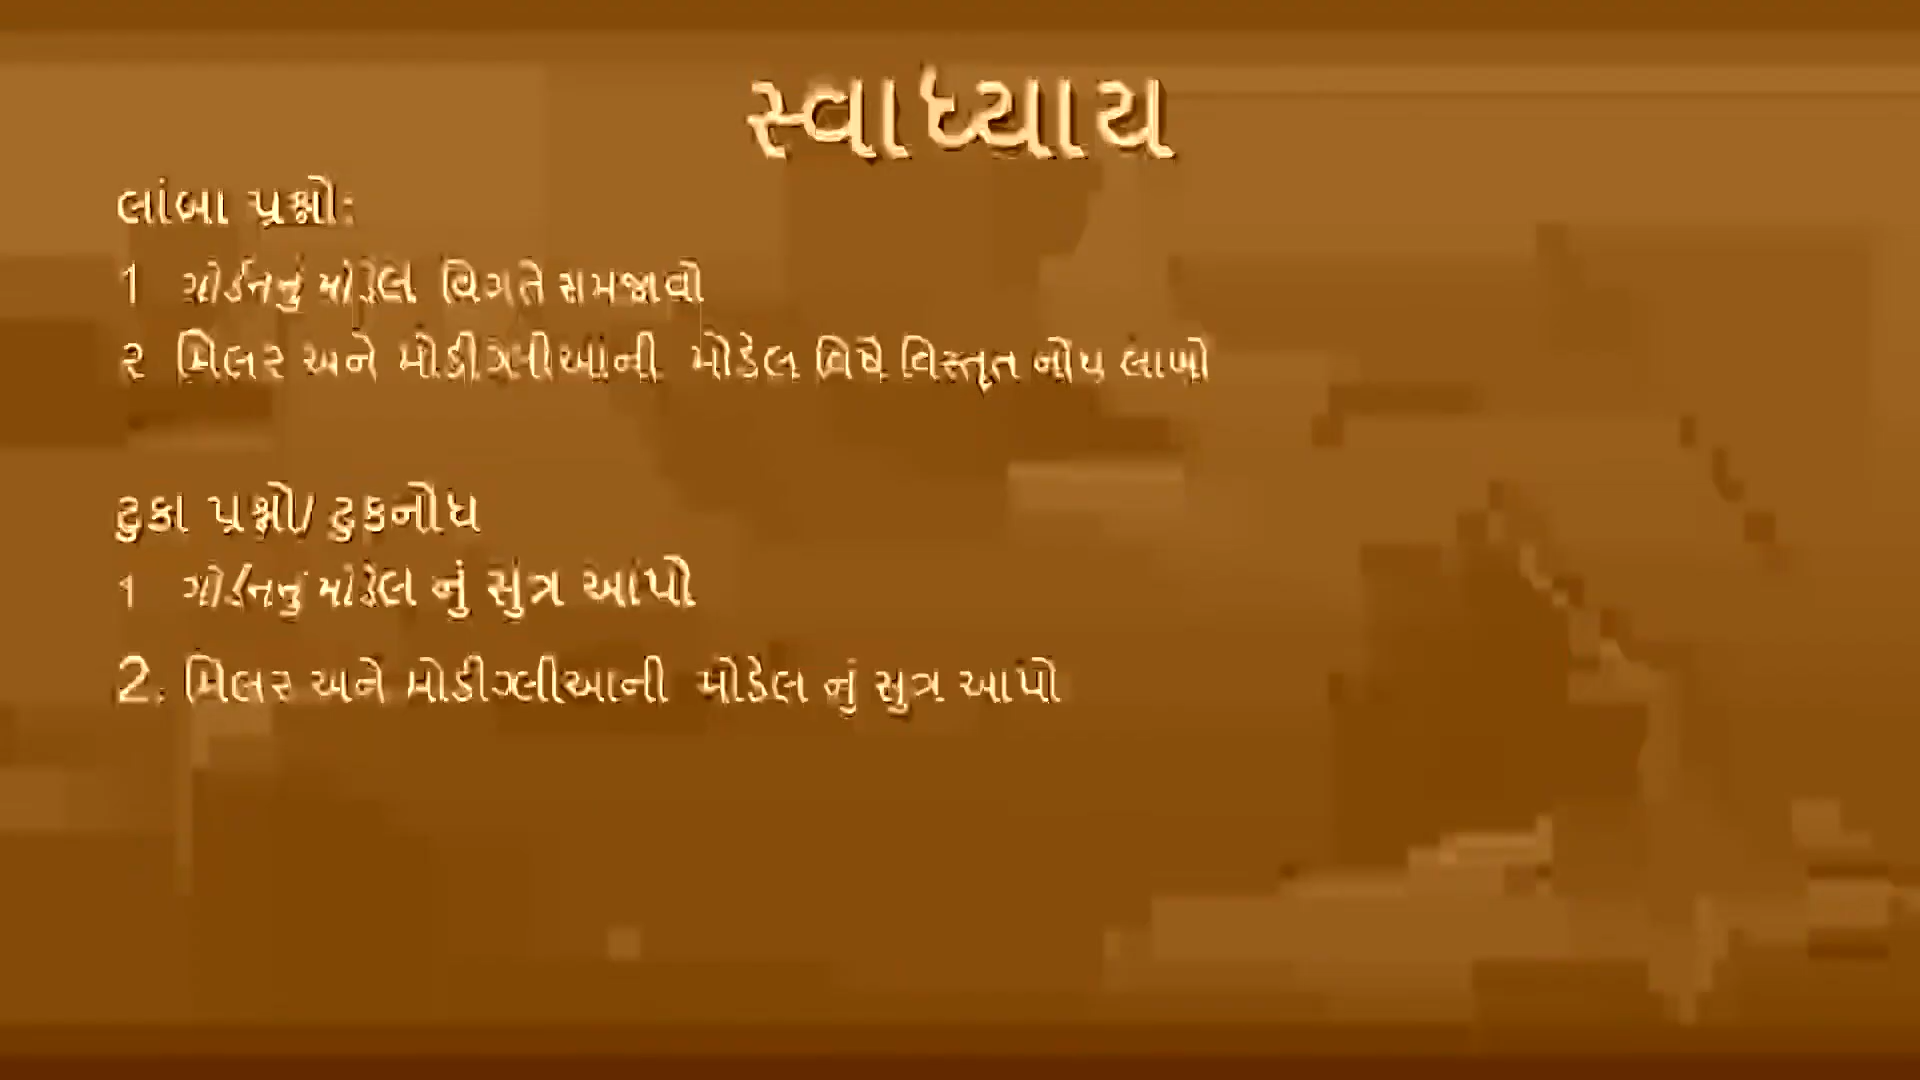 સ્વાધ્યાય
લાંબા પ્રશ્નો:
1 ગોર્ડનનું મોડેલ વિગતે સમજાવો
૨ મિલર અને મોડીગ્લીઆની મોડેલ વિષે વિસ્તૃત નોંધ લખો
ટુકા પ્રશ્નો/ ટુકનોધ
1 ગોર્ડનનું મોડેલ નું સુત્ર આપો
2. મિલર અને મોડીગ્લીઆની મોડેલ નું સુત્ર આપો